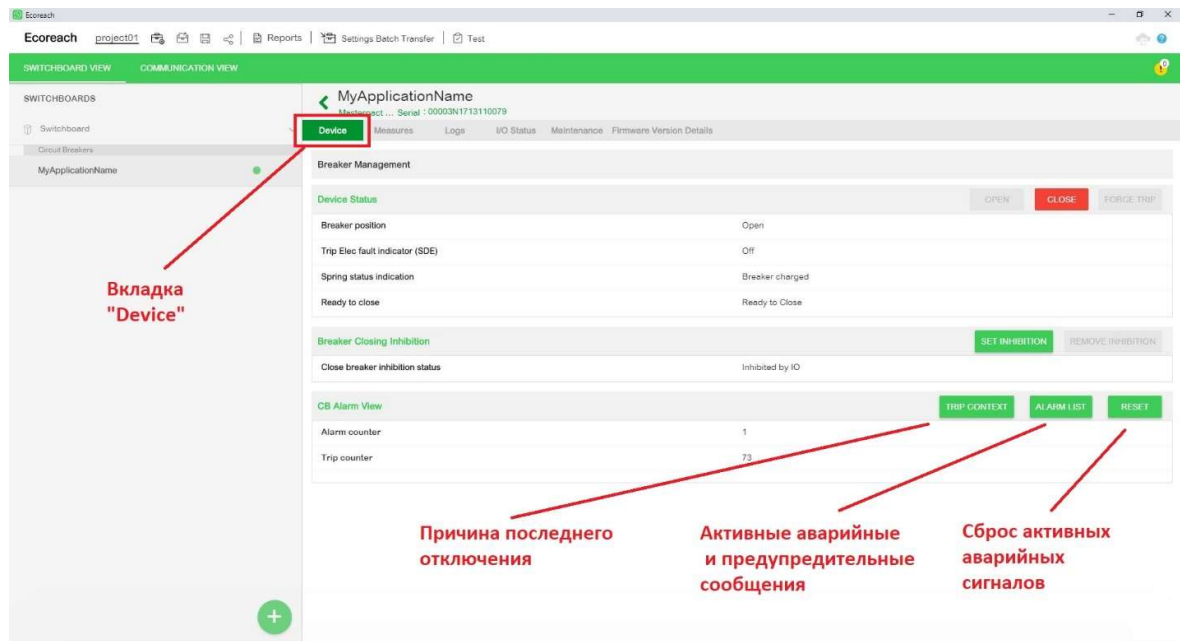 Ecoreach
Ecoreach project01 Reports Settings Batch Transfer Test
SWITCHBOARD VIEW COMMUNICATION VIEW 0
SWITCHBOARDS
Switchboard
Circuit Breakers
MyApplicationName
MyApplicationName
Masterpact ... Serial : 00003N1713110079
Device Measures Logs I/O Status Maintenance Firmware Version Details
Breaker Management
Device Status OPEN CLOSE FORCE TRIP
Breaker position Open
Trip Elec fault indicator (SDE) Off
Spring status indication Breaker charged
Ready to close Ready to Close
Breaker Closing Inhibition SET INHIBITION REMOVE INHIBITION
Close breaker inhibition status Inhibited by IO
CB Alarm View TRIP CONTEXT ALARM LIST RESET
Alarm counter 1
Trip counter 73
Вкладка
"Device"
Причина последнего
отключения
Активные аварийные
и предупредительные
сообщения
Сброс активных
аварийных
сигналов